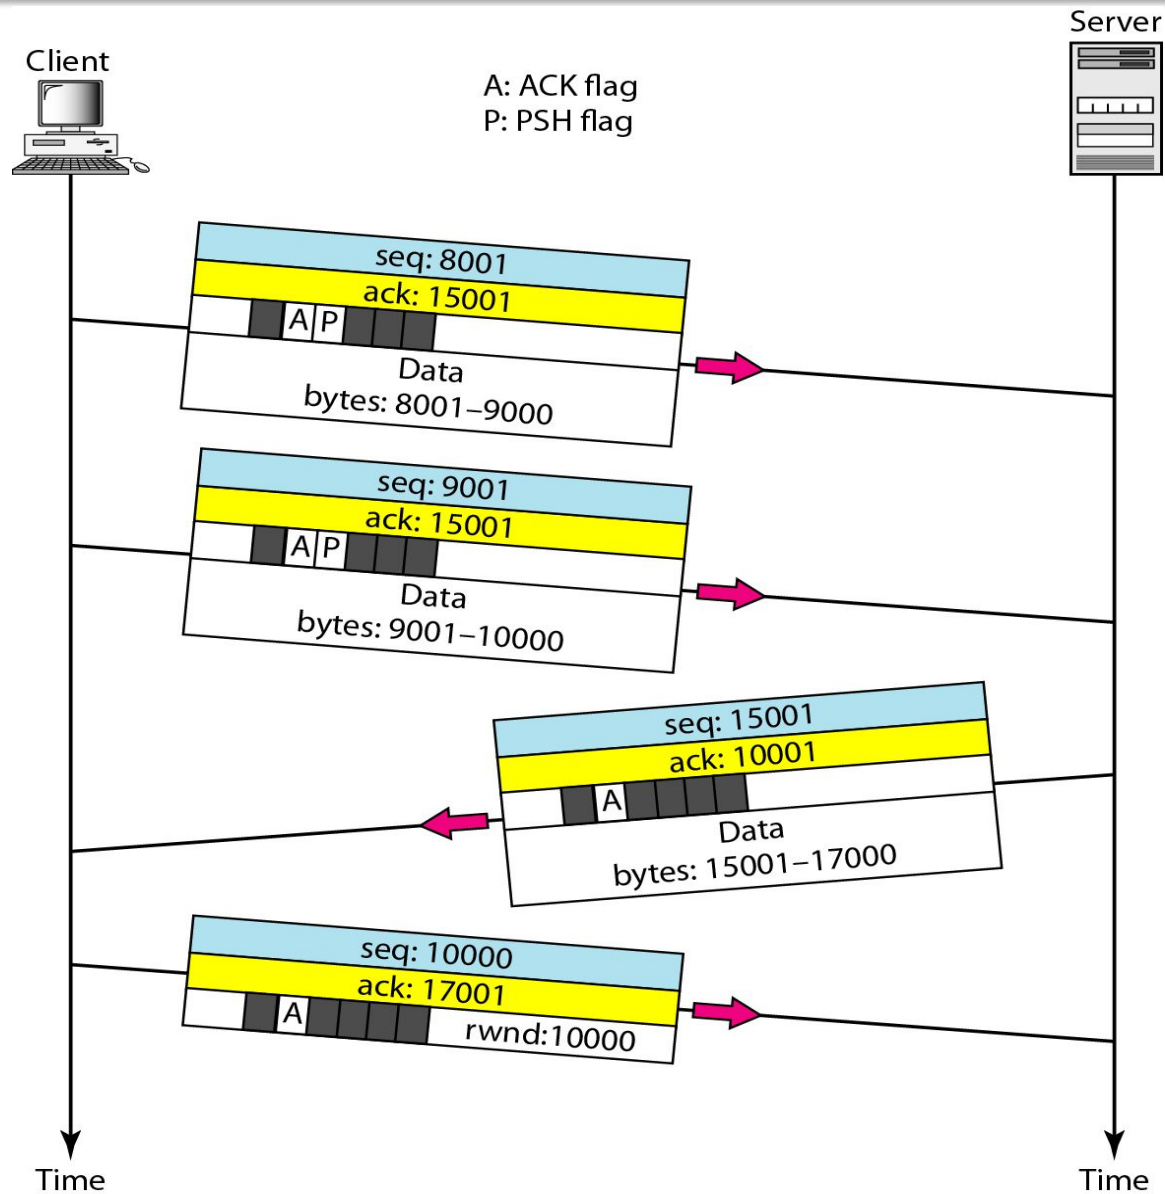 Server
Client
A: ACK flag
P: PSH flag
seq: 8001
ack: 15001
A P
Data
bytes: 8001–9000
seq: 9001
ack: 15001
A P
Data
bytes: 9001–10000
seq: 15001
ack: 10001
A
Data
bytes: 15001–17000
seq: 10000
ack: 17001
A rwnd:10000
Time
Time